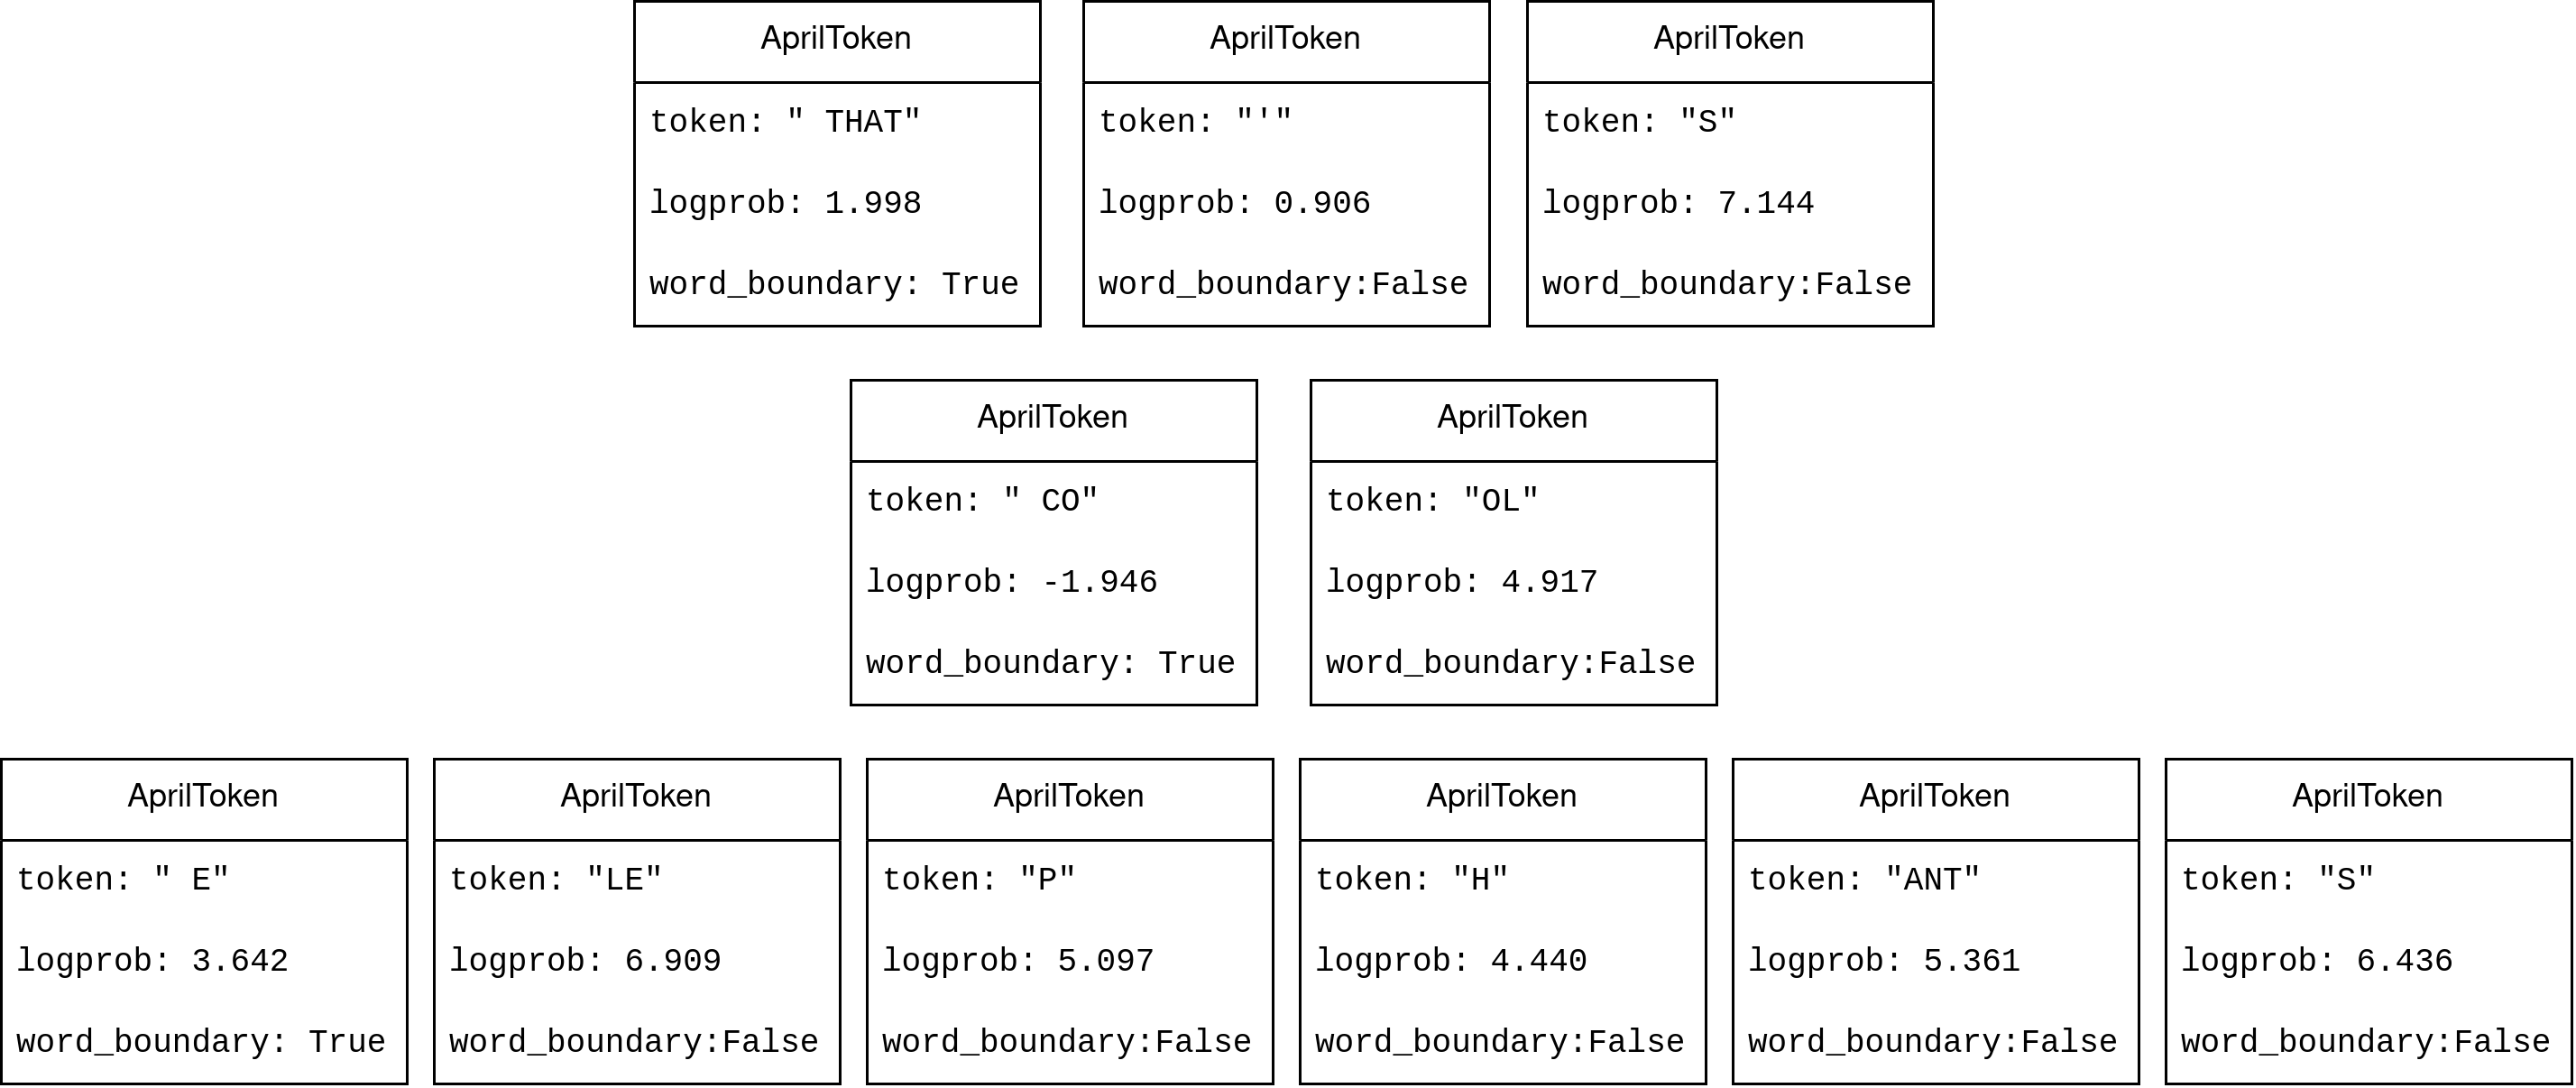 AprilToken
token: " THAT"
logprob: 1.998
word_boundary: True
AprilToken
token: "'"
logprob: 0.906
word_boundary:False
AprilToken
token: "S"
logprob: 7.144
word_boundary:False
AprilToken
token: " CO"
logprob: -1.946
word_boundary: True
AprilToken
token: "OL"
logprob: 4.917
word_boundary:False
AprilToken
token: " E"
logprob: 3.642
word_boundary: True
AprilToken
token: "LE"
logprob: 6.909
word_boundary:False
AprilToken
token: "P"
logprob: 5.097
word_boundary:False
AprilToken
token: "H"
logprob: 4.440
word_boundary:False
AprilToken
token: "ANT"
logprob: 5.361
word_boundary:False
AprilToken
token: "S"
logprob: 6.436
word_boundary:False